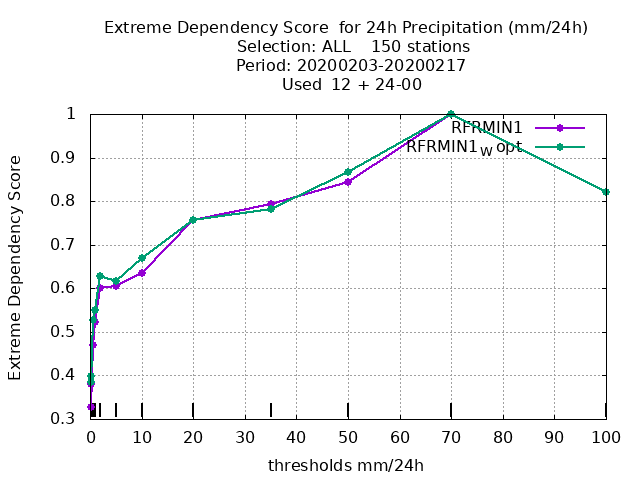 Extreme Dependency Score  for 24h Precipitation (mm/24h)
Selection: ALL    150 stations
Period: 20200203-20200217
Used  12 + 24-00
RFRMIN1
RFRMIN1W opt
Extreme Dependency Score
1
0.9
0.8
0.7
0.6
0.5
0.4
0.3
0 10 20 30 40 50 60 70 80 90 100
thresholds mm/24h